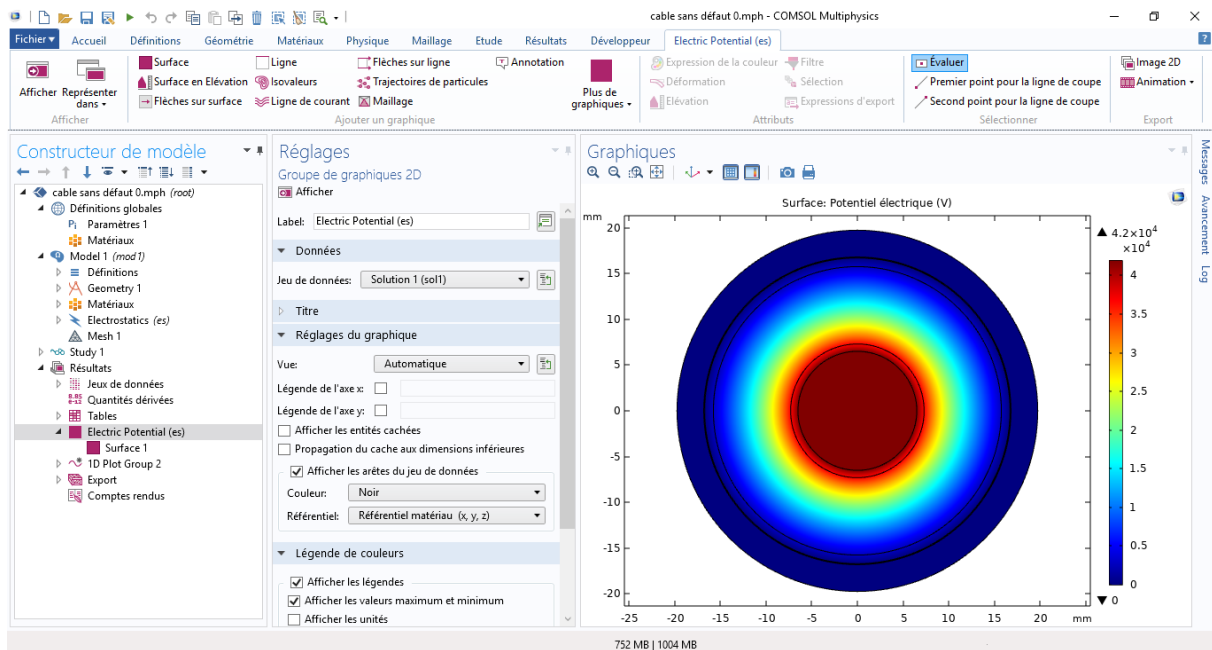 cable sans défaut 0.mph - COMSOL Multiphysics
Fichier Accueil Définitions Géométrie Matériaux Physique Maillage Etude Résultats Développeur Electric Potential (es) ?
Surface Ligne Flèches sur ligne Annotation Expression de la couleur Filtre Évaluer Image 2D
Surface en Elévation Isovaleurs Trajectoires de particules Déformation Sélection Premier point pour la ligne de coupe Animation
Afficher Représenter dans Flèches sur surface Ligne de courant Maillage Plus de graphiques Elévation Expressions d'export Second point pour la ligne de coupe
Afficher Ajouter un graphique Attributs Sélectionner Export
Constructeur de modèle
cable sans défaut 0.mph (root)
Définitions globales
Pi Paramètres 1
Matériaux
Model 1 (mod1)
Définitions
Geometry 1
Matériaux
Electrostatics (es)
Mesh 1
Study 1
Résultats
Jeux de données
8.85
e-12
Quantités dérivées
Tables
Electric Potential (es)
Surface 1
1D Plot Group 2
Export
Comptes rendus
Réglages
Groupe de graphiques 2D
Afficher
Label: Electric Potential (es)
Données
Jeu de données: Solution 1 (sol1)
Titre
Réglages du graphique
Vue: Automatique
Légende de l'axe x:
Légende de l'axe y:
Afficher les entités cachées
Propagation du cache aux dimensions inférieures
Afficher les arêtes du jeu de données
Couleur: Noir
Référentiel: Référentiel matériau (x, y, z)
Légende de couleurs
Afficher les légendes
Afficher les valeurs maximum et minimum
Afficher les unités
Graphiques
Surface: Potentiel électrique (V)
mm
20
15
10
5
0
-5
-10
-15
-20
-25 -20 -15 -10 -5 0 5 10 15 20 mm
▲ 4.2×10⁴
×10⁴
4
3.5
3
2.5
2
1.5
1
0.5
0
▼ 0
Messages Avancement Log
752 MB | 1004 MB